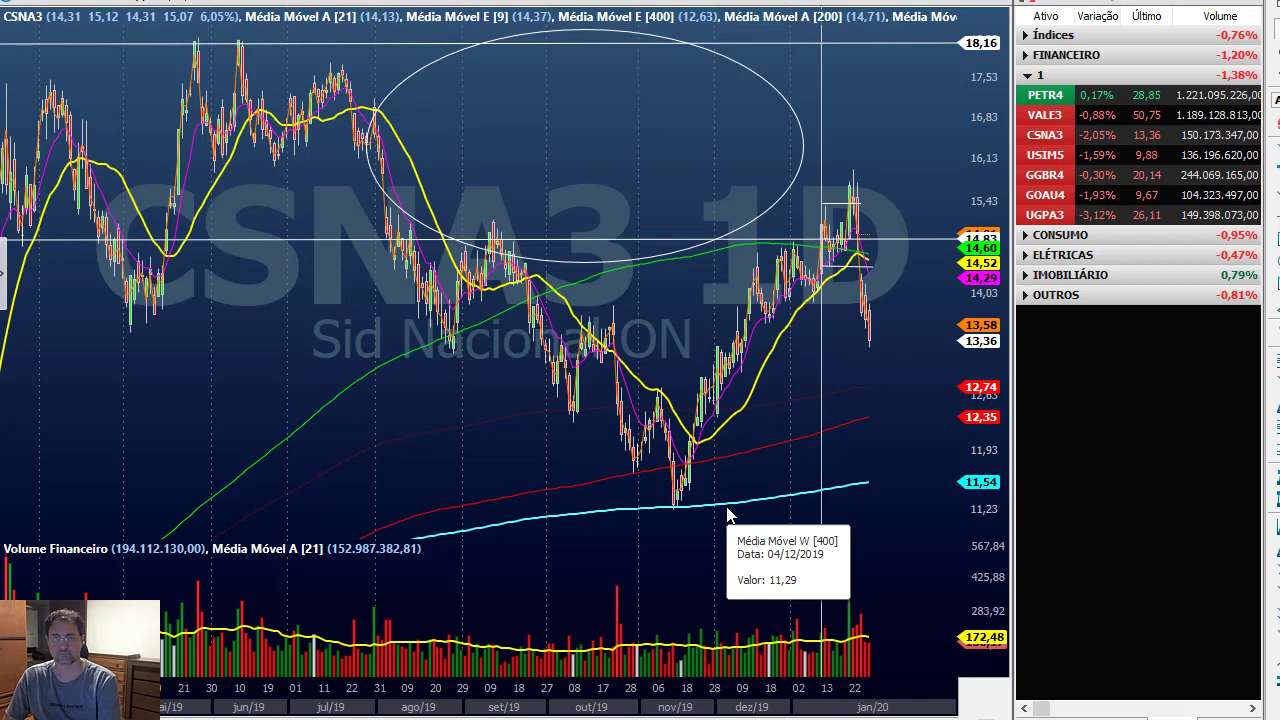 CSNA3 (14,31 15,12 14,31 15,07 6,05%), Média Móvel A [21] (14,13), Média Móvel E [9] (14,37), Média Móvel E [400] (12,63), Média Móvel A [200] (14,71), Média Móv
18,16
17,53
16,83
16,13
15,43
14,83
14,60
14,52
14,29
14,03
13,58
13,36
12,74
12,63
12,35
11,93
11,54
11,23
CSNA3 1D
Sid Nacional ON
Média Móvel W [400]
Data: 04/12/2019
Valor: 11,29
Volume Financeiro (194.112.130,00), Média Móvel A [21] (152.987.382,81)
567,84
425,88
283,92
172,48
21 30 10 19 01 11 22 31 09 20 29 09 18 27 07 17 28 06 18 28 09 18 02 13 22
ai/19 jun/19 jul/19 ago/19 set/19 out/19 nov/19 dez/19 jan/20
Ativo Variação Último Volume
Índices -0,76%
FINANCEIRO -1,20%
1 -1,38%
PETR4 0,17% 28,85 1.221.095.226,00
VALE3 -0,88% 50,75 1.189.128.813,00
CSNA3 -2,05% 13,36 150.173.347,00
USIM5 -1,59% 9,88 136.196.620,00
GGBR4 -0,30% 20,14 244.069.165,00
GOAU4 -1,93% 9,67 104.323.497,00
UGPA3 -3,12% 26,11 149.398.073,00
CONSUMO -0,95%
ELÉTRICAS -0,47%
IMOBILIÁRIO 0,79%
OUTROS -0,81%